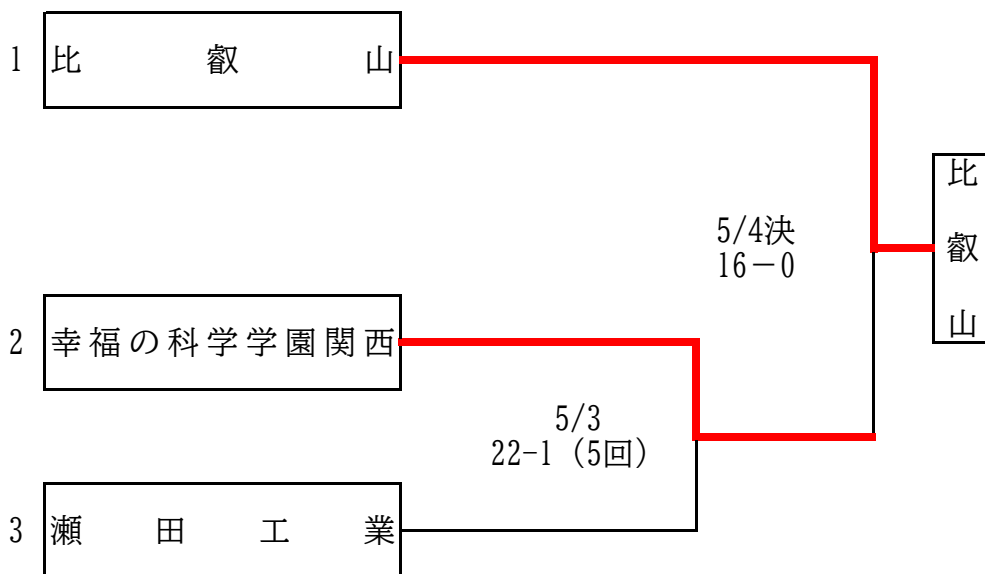 1 比叡山
5/4決
16−0
比叡山
2 幸福の科学学園関西
5/3
22-1（5回）
3 瀬田工業